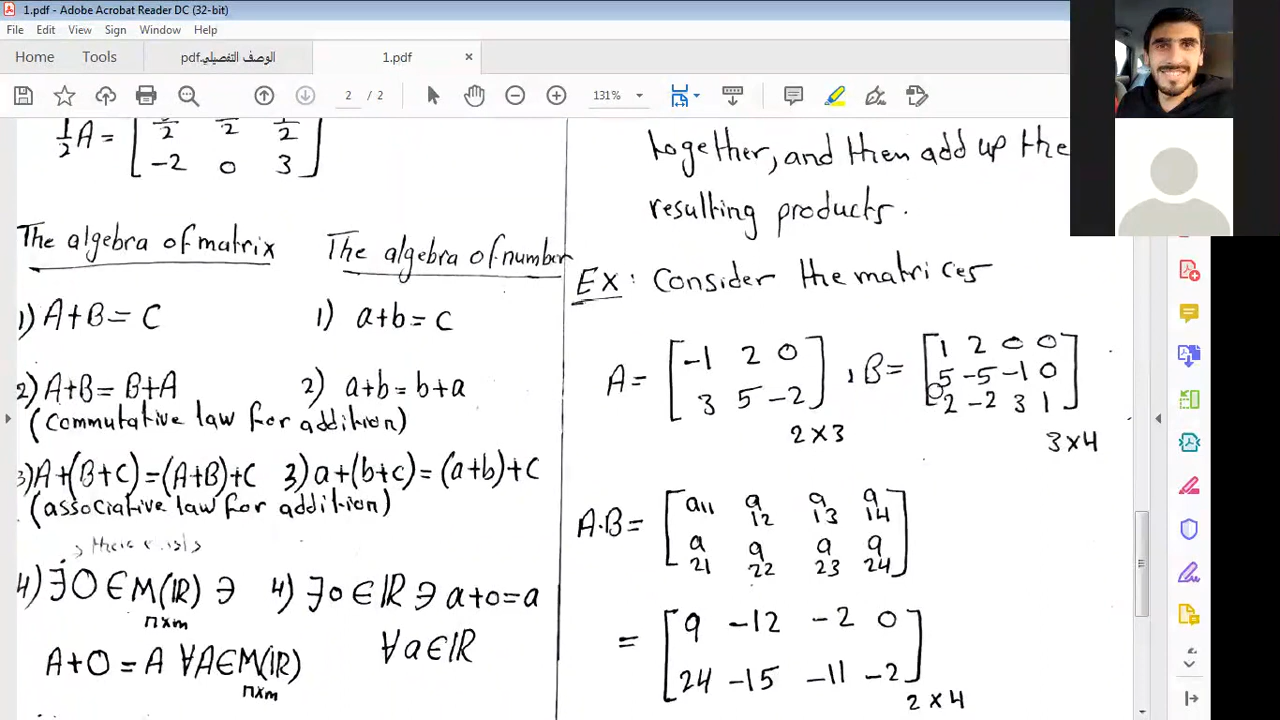 1.pdf - Adobe Acrobat Reader DC (32-bit)
File Edit View Sign Window Help
Home Tools الوصف التفصيلي.pdf 1.pdf ×
2 / 2 131%
½A = [
/2 /2 /2
-2 0 3 ]
The algebra of matrix
1) A+B = C
2) A+B = B+A
(Commutative law for addition)
3) A+(B+C)=(A+B)+C
(associative law for addition)
there exists
4) ∃ O ∈ M(IR) ∋
n×m
A+O = A ∀A∈M(IR)
n×m
The algebra of number
1) a+b = c
2) a+b = b+a
3) a+(b+c) = (a+b)+c
4) ∃ o ∈ IR ∋ a+o = a
∀ a ∈ IR
together, and then add up the
resulting products.
EX: Consider the matrices
A = [ -1 2 0
3 5 -2 ] 2×3
, B = [ 1 2 0 0
5 -5 -1 0
2 -2 3 1 ] 3×4
A·B = [ a11 a12 a13 a14
a21 a22 a23 a24 ]
= [ 9 -12 -2 0
24 -15 -11 -2 ] 2×4